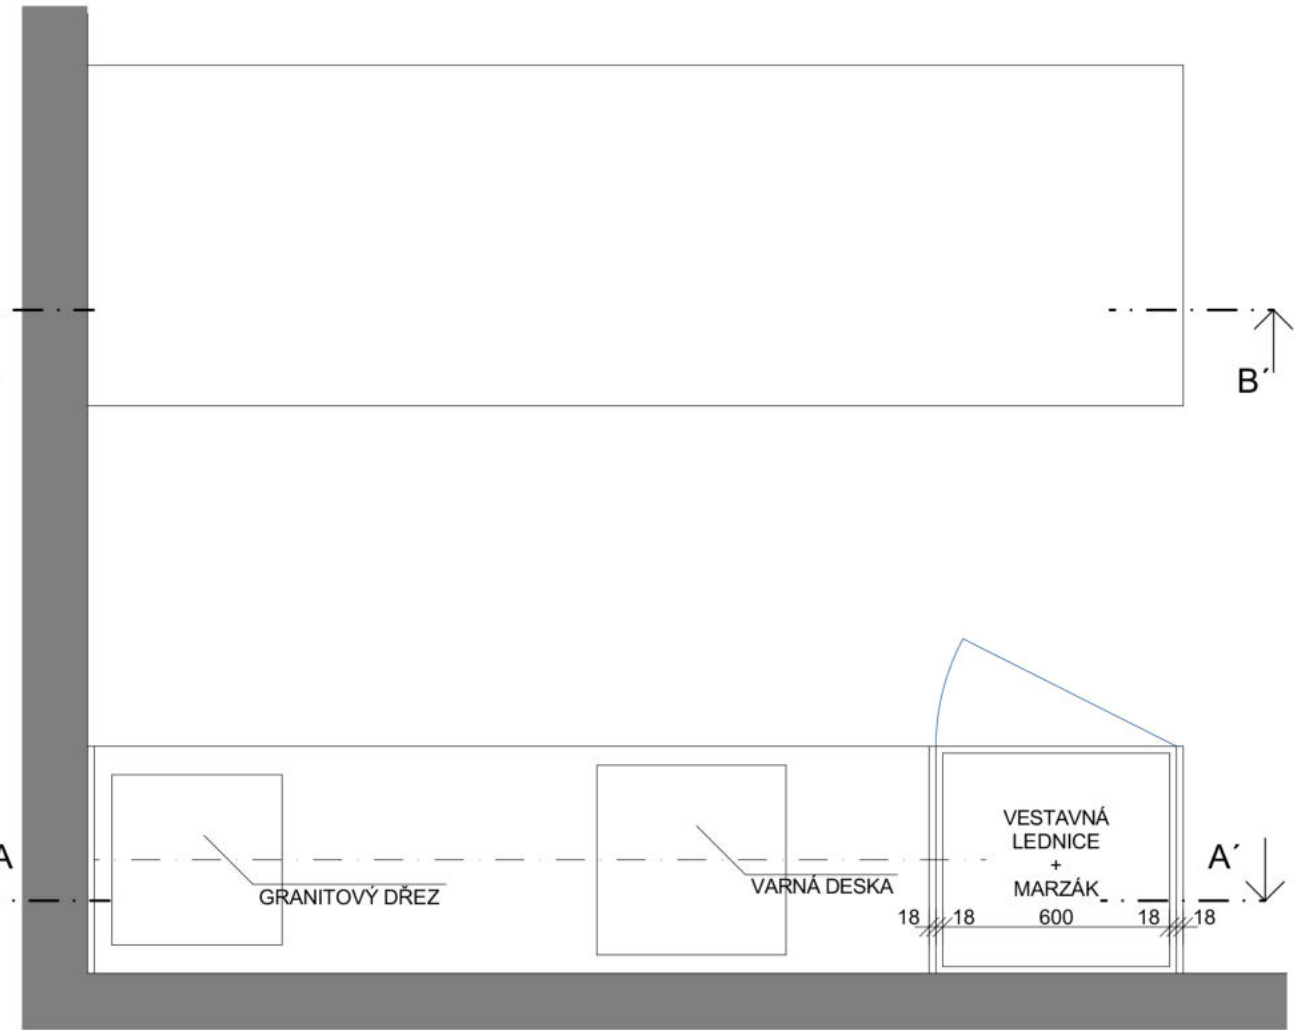 B´
VESTAVNÁ
LEDNICE
+
MARZÁK
A
A´
GRANITOVÝ DŘEZ
VARNÁ DESKA
18 18 600 18 18